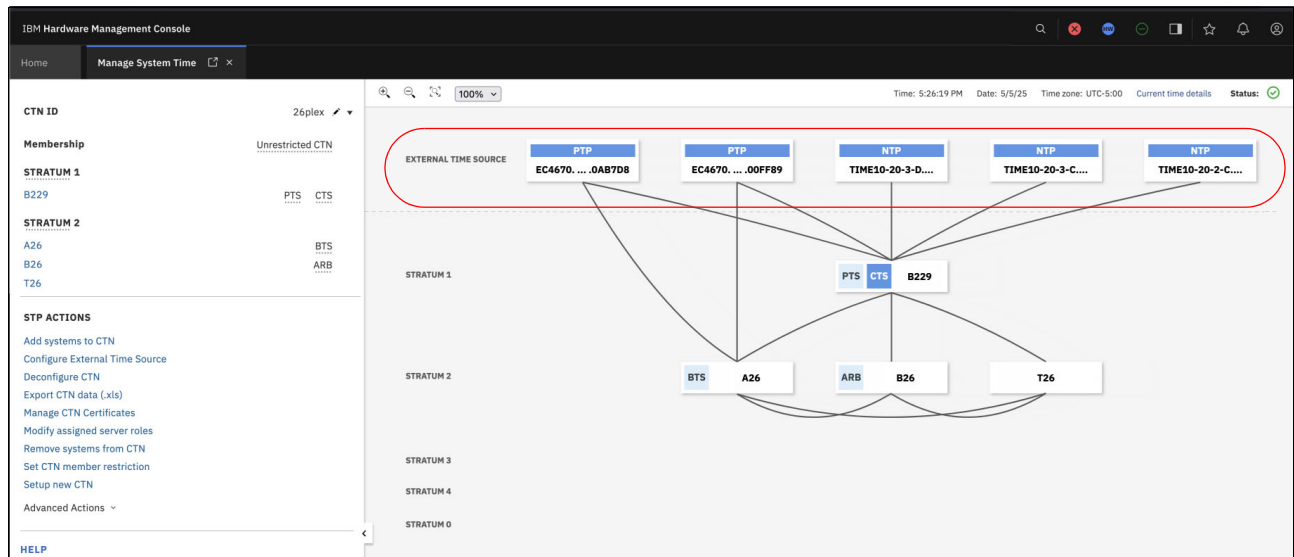 IBM Hardware Management Console
HW
Home
Manage System Time
100%
Time: 5:26:19 PM Date: 5/5/25 Time zone: UTC-5:00 Current time details Status:
CTN ID 26plex
Membership Unrestricted CTN
STRATUM 1
B229 PTS CTS
STRATUM 2
A26 BTS
B26 ARB
T26
STP ACTIONS
Add systems to CTN
Configure External Time Source
Deconfigure CTN
Export CTN data (.xls)
Manage CTN Certificates
Modify assigned server roles
Remove systems from CTN
Set CTN member restriction
Setup new CTN
Advanced Actions
HELP
EXTERNAL TIME SOURCE
PTP PTP NTP NTP NTP
EC4670. ... .0AB7D8 EC4670. ... .00FF89 TIME10-20-3-D.... TIME10-20-3-C.... TIME10-20-2-C....
STRATUM 1 PTS CTS B229
STRATUM 2 BTS A26 ARB B26 T26
STRATUM 3
STRATUM 4
STRATUM 0